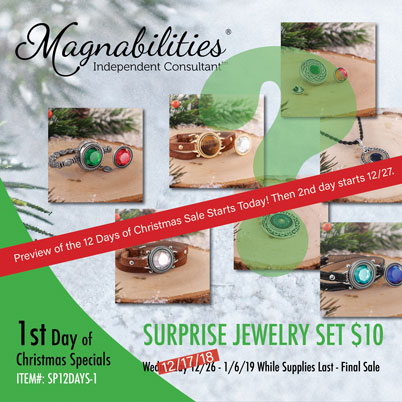 Magnabilities®
Independent Consultant™
?
Preview of the 12 Days of Christmas Sale Starts Today! Then 2nd day starts 12/27.
1st Day of
Christmas Specials
ITEM#: SP12DAYS-1
SURPRISE JEWELRY SET $10
12/17/18
12/26 - 1/6/19 While Supplies Last - Final Sale